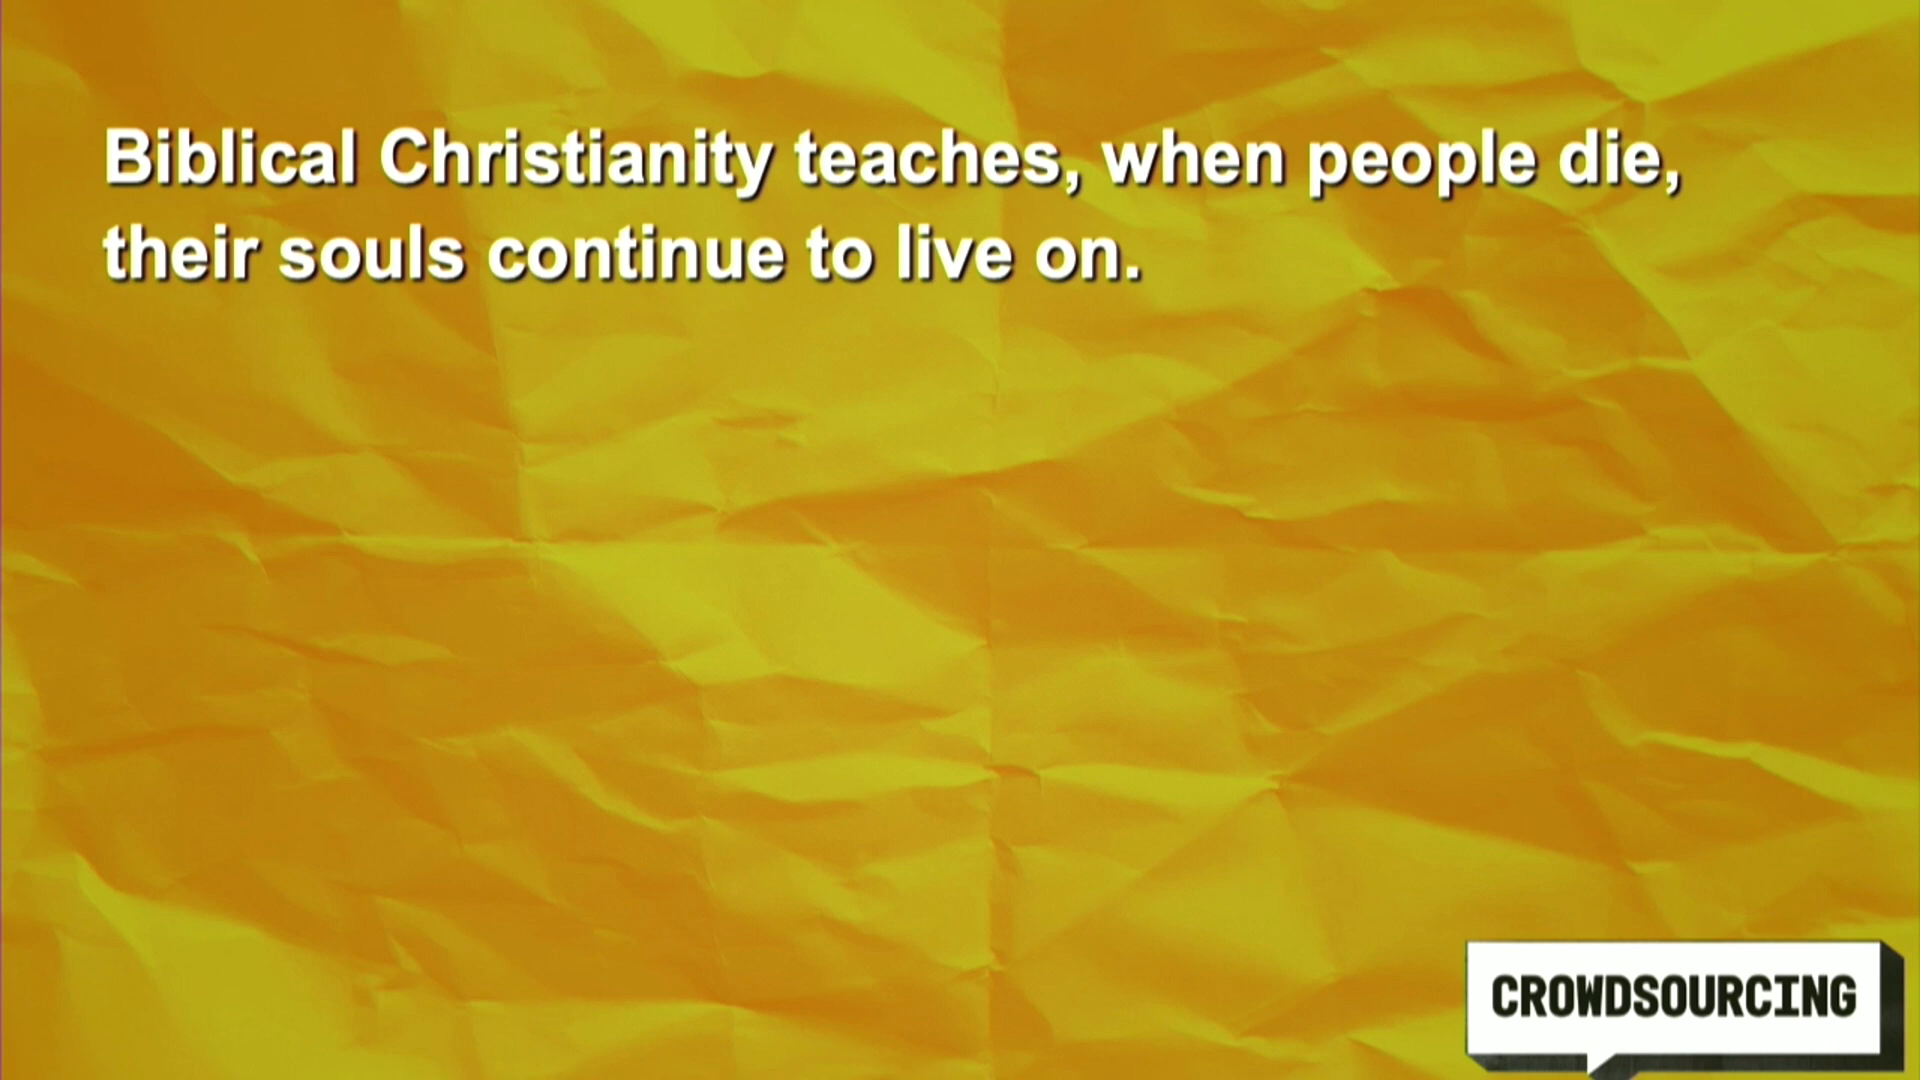 Biblical Christianity teaches, when people die,
their souls continue to live on.
CROWDSOURCING